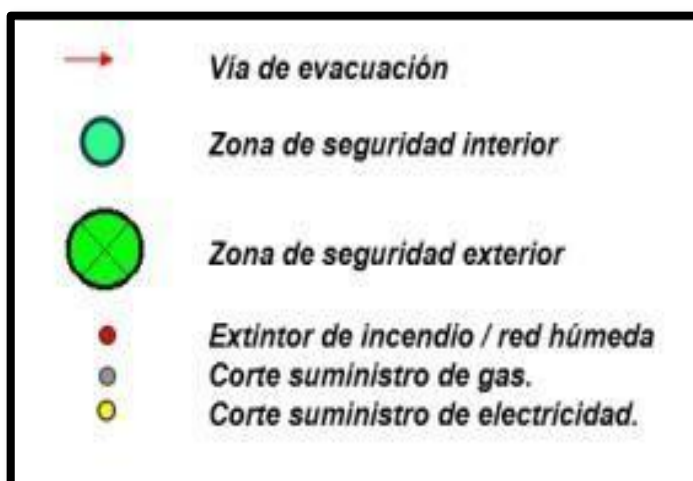 Vía de evacuación
Zona de seguridad interior
Zona de seguridad exterior
Extintor de incendio / red húmeda
Corte suministro de gas.
Corte suministro de electricidad.